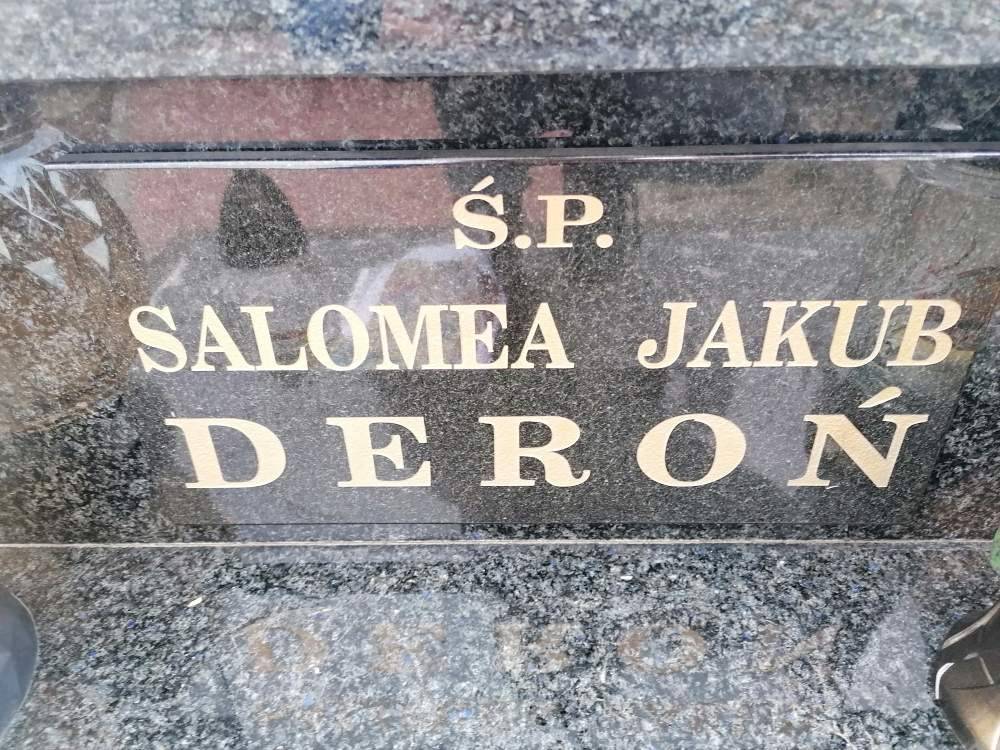 Ś.P.
SALOMEA JAKUB
DEROŃ